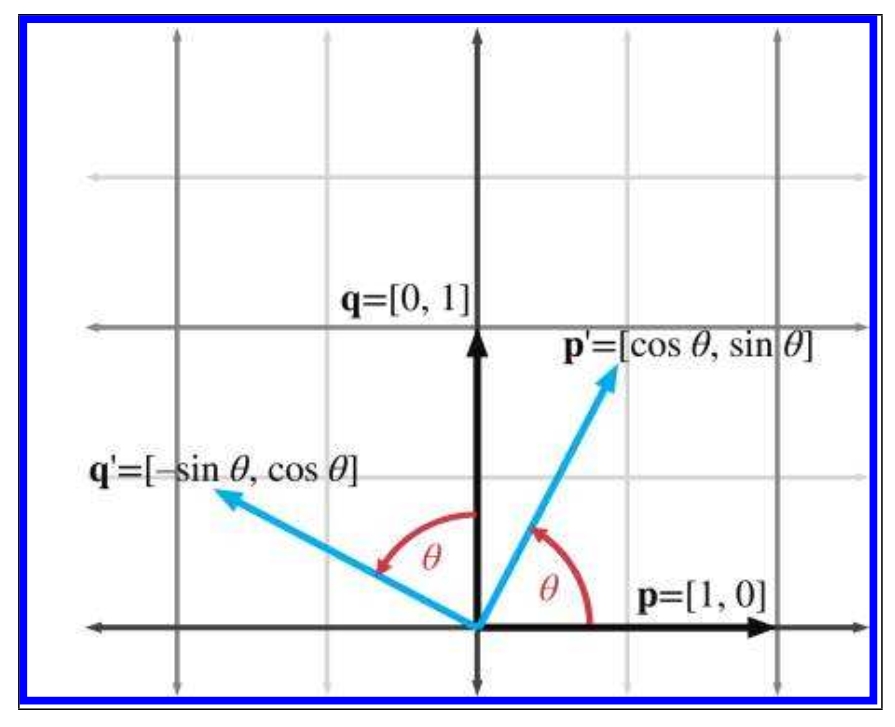 q=[0, 1]
p'=[cos θ, sin θ]
q'=[–sin θ, cos θ]
θ
θ
p=[1, 0]